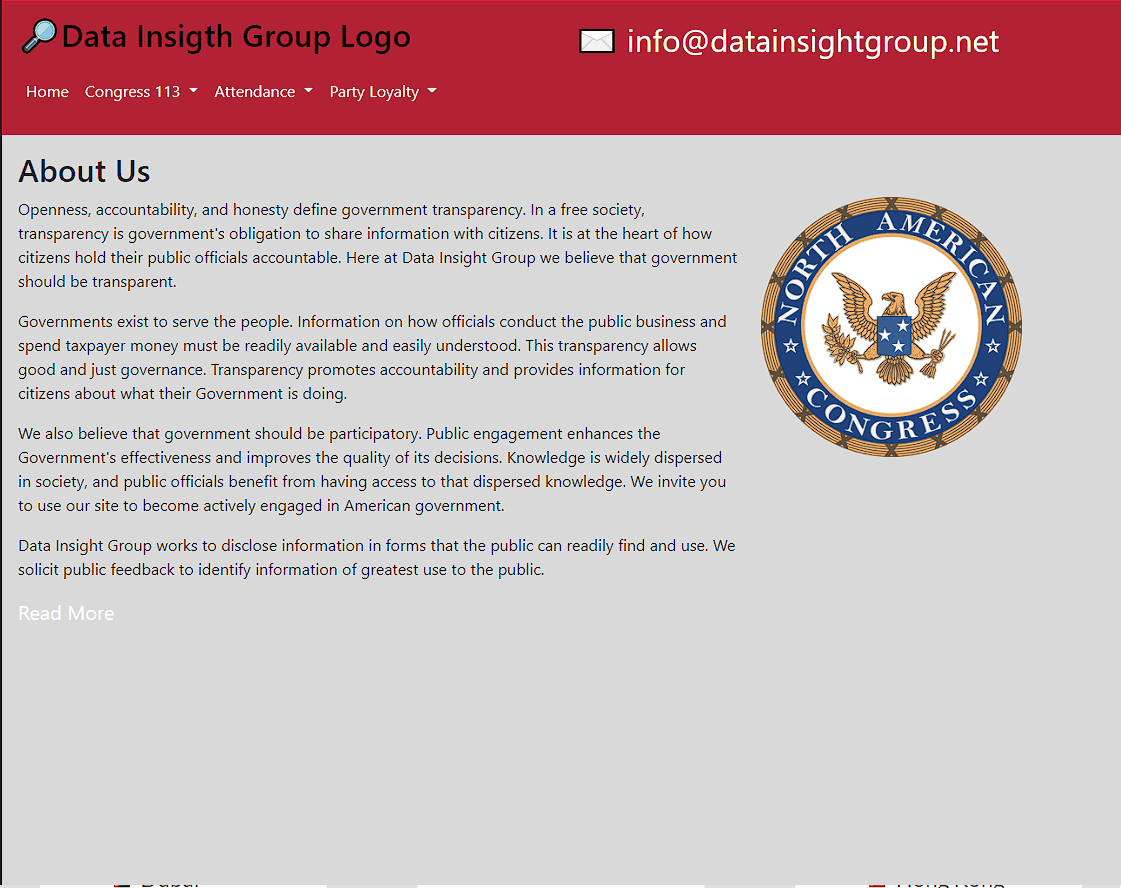 Data Insigth Group Logo
info@datainsightgroup.net
Home Congress 113 Attendance Party Loyalty
About Us
Openness, accountability, and honesty define government transparency. In a free society,
transparency is government's obligation to share information with citizens. It is at the heart of how
citizens hold their public officials accountable. Here at Data Insight Group we believe that government
should be transparent.
Governments exist to serve the people. Information on how officials conduct the public business and
spend taxpayer money must be readily available and easily understood. This transparency allows
good and just governance. Transparency promotes accountability and provides information for
citizens about what their Government is doing.
We also believe that government should be participatory. Public engagement enhances the
Government's effectiveness and improves the quality of its decisions. Knowledge is widely dispersed
in society, and public officials benefit from having access to that dispersed knowledge. We invite you
to use our site to become actively engaged in American government.
Data Insight Group works to disclose information in forms that the public can readily find and use. We
solicit public feedback to identify information of greatest use to the public.
Read More
NORTH AMERICAN
CONGRESS